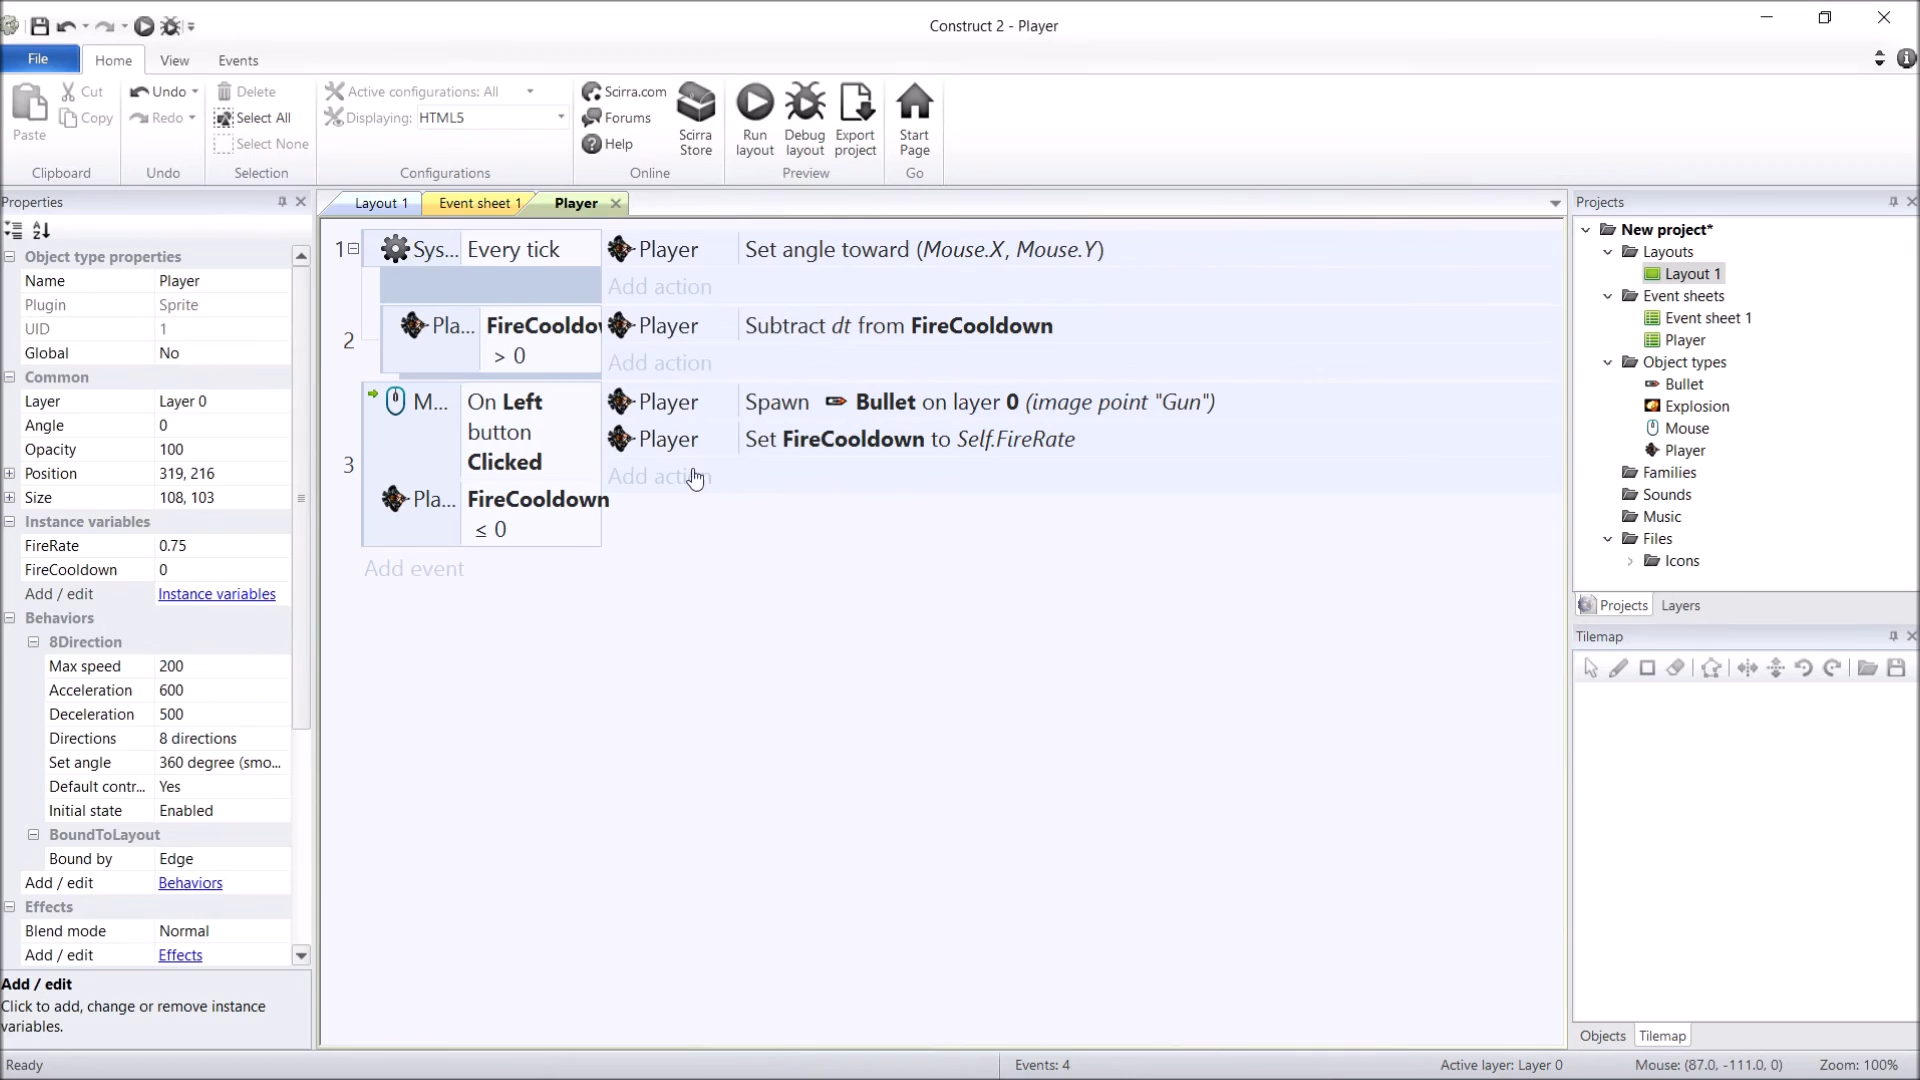 Construct 2 - Player
File Home View Events
Paste
Cut
Copy
Clipboard
Undo
Redo
Undo
Delete
Select All
Select None
Selection
Active configurations: All
Displaying: HTML5
Configurations
Scirra.com
Forums
Help
Scirra Store
Online
Run layout
Debug layout
Export project
Preview
Start Page
Go
Properties
Object type properties
Name Player
Plugin Sprite
UID 1
Global No
Common
Layer Layer 0
Angle 0
Opacity 100
Position 319, 216
Size 108, 103
Instance variables
FireRate 0.75
FireCooldown 0
Add / edit Instance variables
Behaviors
8Direction
Max speed 200
Acceleration 600
Deceleration 500
Directions 8 directions
Set angle 360 degree (smo...
Default contr... Yes
Initial state Enabled
BoundToLayout
Bound by Edge
Add / edit Behaviors
Effects
Blend mode Normal
Add / edit Effects
Add / edit
Click to add, change or remove instance
variables.
Layout 1 Event sheet 1 Player
1 Sys... Every tick Player Set angle toward (Mouse.X, Mouse.Y)
Add action
2 Pla... FireCooldow Player Subtract dt from FireCooldown
> 0
Add action
3 M... On Left Player Spawn Bullet on layer 0 (image point "Gun")
button
Clicked
Player Set FireCooldown to Self.FireRate
Add action
Pla... FireCooldown
≤ 0
Add event
Projects
New project*
Layouts
Layout 1
Event sheets
Event sheet 1
Player
Object types
Bullet
Explosion
Mouse
Player
Families
Sounds
Music
Files
Icons
Projects Layers
Tilemap
Objects Tilemap
Ready Events: 4 Active layer: Layer 0 Mouse: (87.0, -111.0, 0) Zoom: 100%